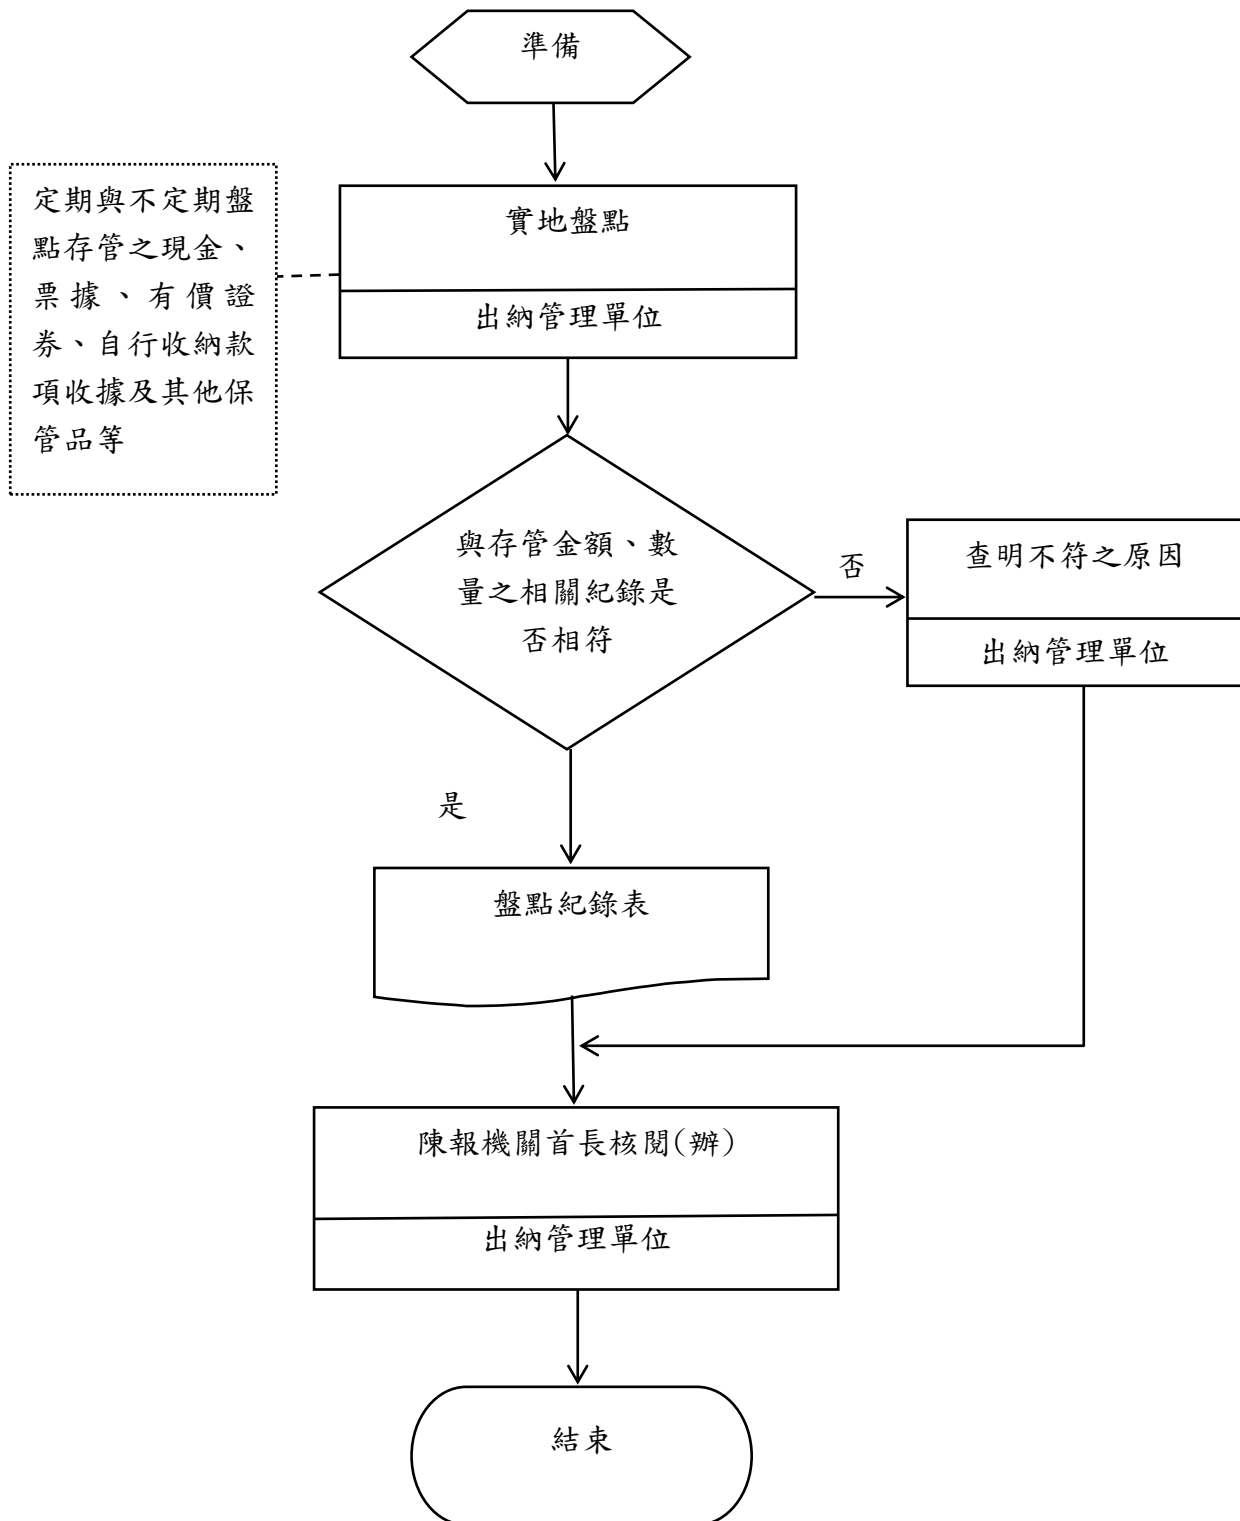 準備
定期與不定期盤
點存管之現金、
票據、有價證
券、自行收納款
項收據及其他保
管品等
實地盤點
出納管理單位
與存管金額、數
量之相關紀錄是
否相符
否
查明不符之原因
出納管理單位
是
盤點紀錄表
陳報機關首長核閱(辦)
出納管理單位
結束